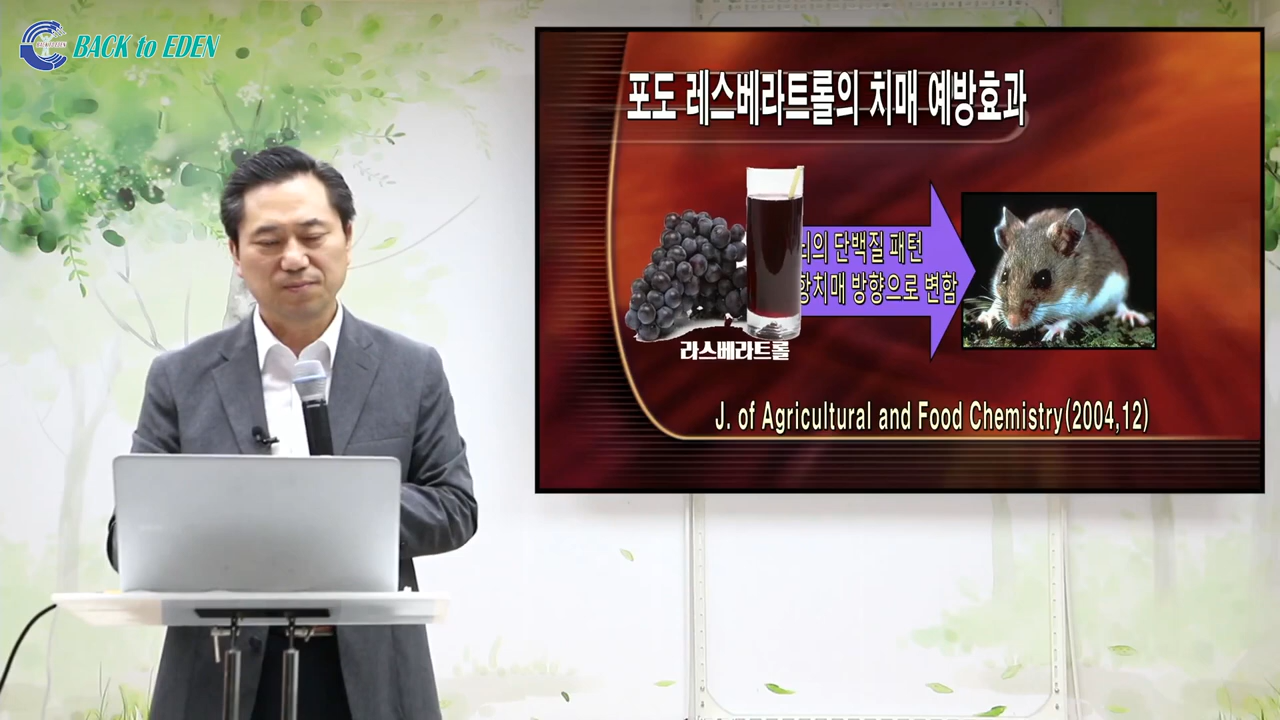 BACK to EDEN
포도 레스베라트롤의 치매 예방효과
뇌의 단백질 패턴
항치매 방향으로 변함
라스베라트롤
J. of Agricultural and Food Chemistry(2004,12)